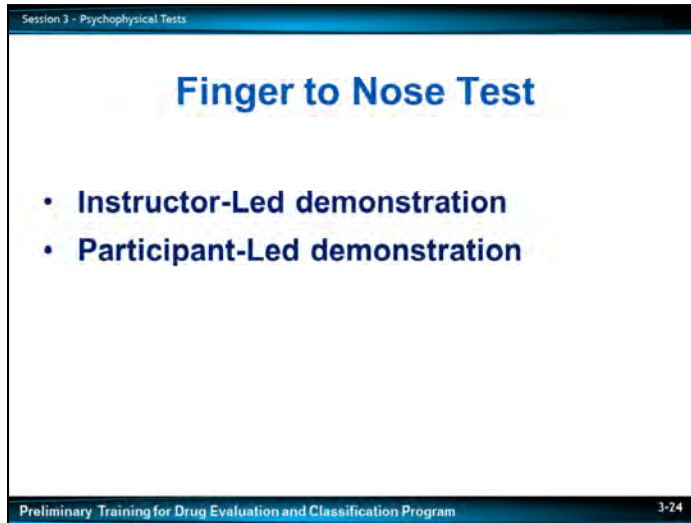 Session 3 - Psychophysical Tests
Finger to Nose Test
• Instructor-Led demonstration
• Participant-Led demonstration
Preliminary Training for Drug Evaluation and Classification Program 3-24